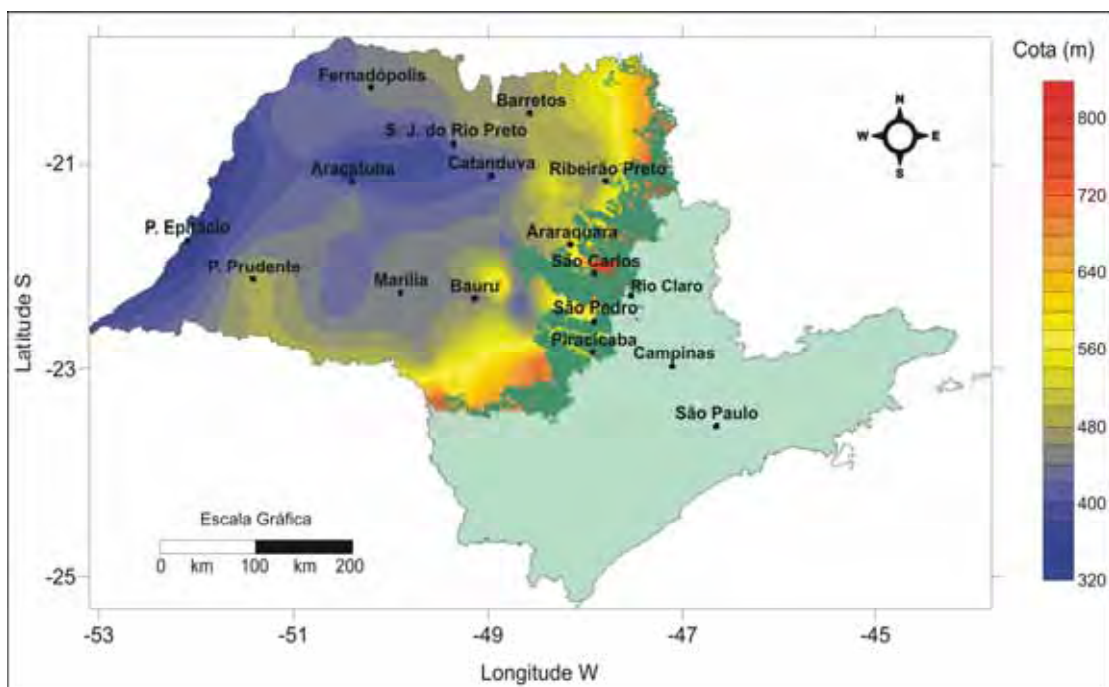 Cota (m)
Fernadópolis
Barretos
N
W E
S
800
S. J. do Rio Preto
-21
Araçatuba
Catanduva
Ribeirão Preto
720
P. Epitácio
Araraquara
São Carlos
640
P. Prudente
Marília
Bauru
Rio Claro
São Pedro
Latitude S
560
Piracicaba
-23
Campinas
São Paulo
480
Escala Gráfica
400
0 km 100 km 200
-25
320
-53
-51
-49
-47
-45
Longitude W